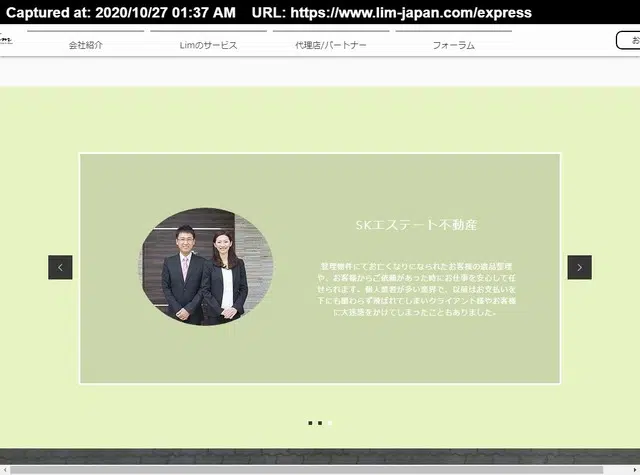 Captured at: 2020/10/27 01:37 AM    URL: https://www.lim-japan.com/express
会社紹介 Limのサービス 代理店/パートナー フォーラム お
SKエステート不動産
管理物件にてお亡くなりになられたお客様の遺品整理
や、お客様からご依頼があった時にお仕事を安心して任
せられます。個人業者が多い業界で、以前はお支払いを
下にも関わらず飛ばれてしまいクライアント様やお客様
に大迷惑をかけてしまったこともありました。